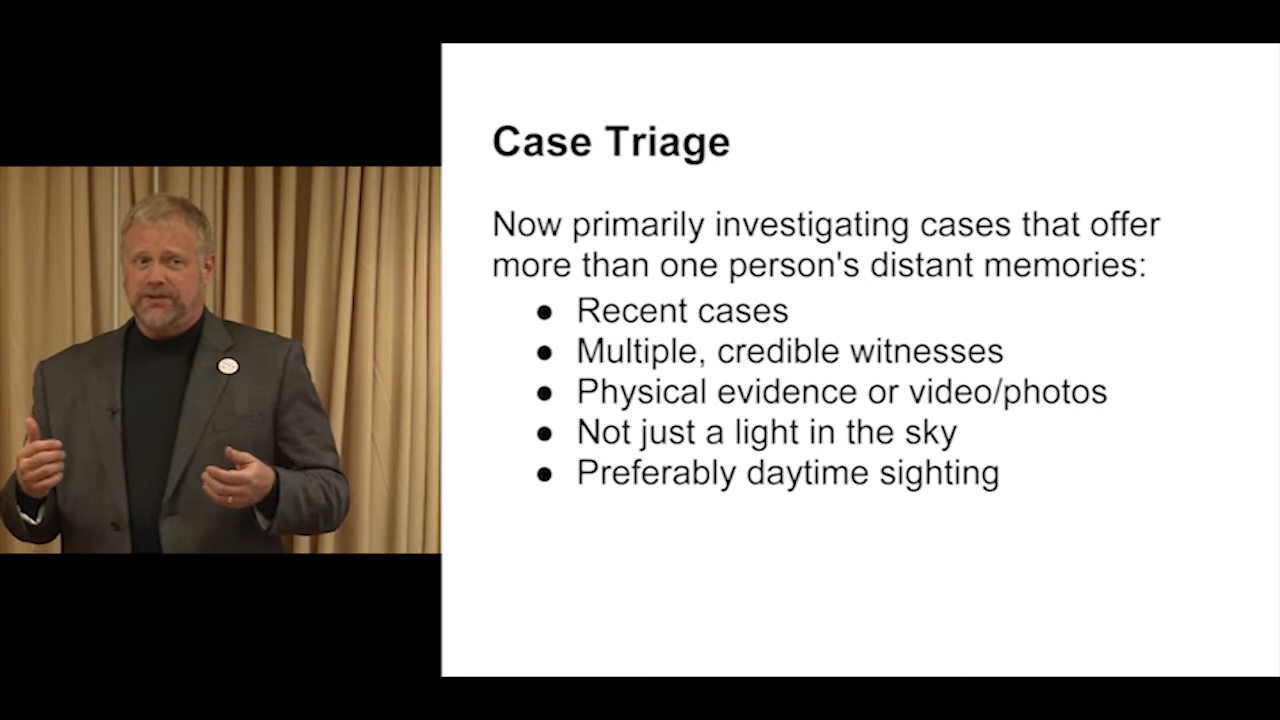 Case Triage
Now primarily investigating cases that offer
more than one person's distant memories:
● Recent cases
● Multiple, credible witnesses
● Physical evidence or video/photos
● Not just a light in the sky
● Preferably daytime sighting